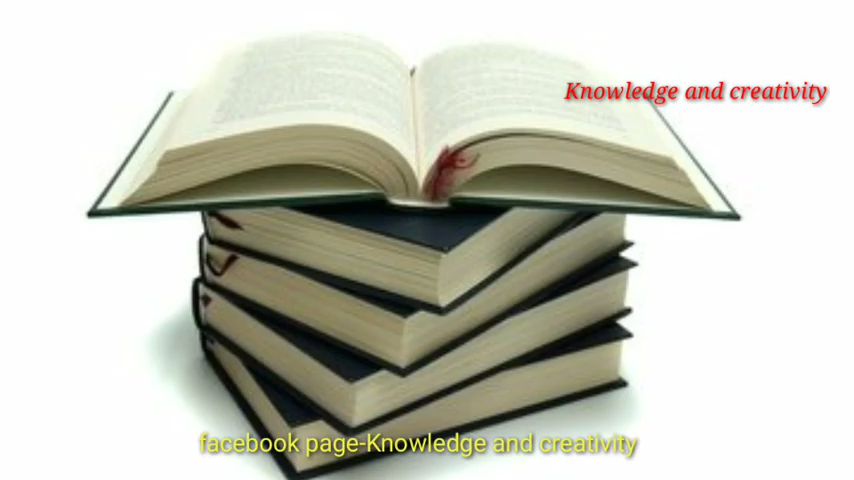 Knowledge and creativity
facebook page-Knowledge and creativity